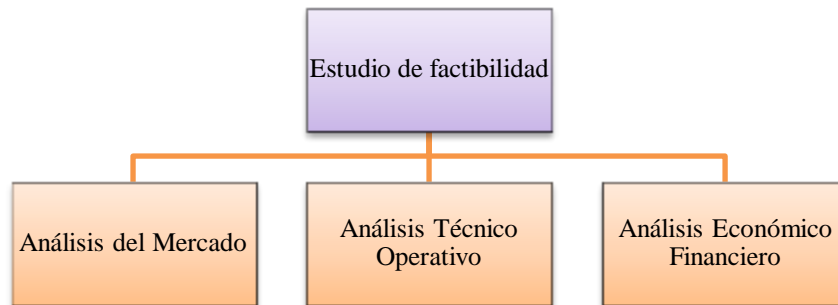 Estudio de factibilidad
Análisis del Mercado
Análisis Técnico
Operativo
Análisis Económico
Financiero